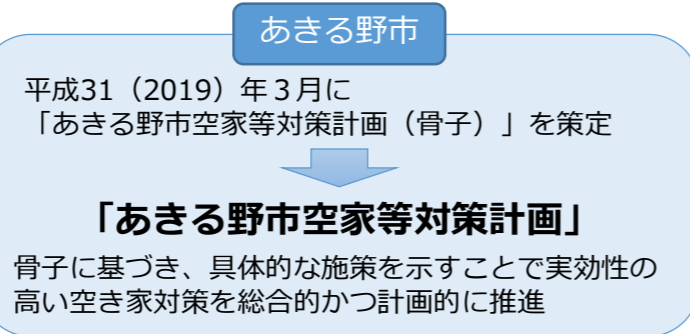 あきる野市
平成31（2019）年３月に
「あきる野市空家等対策計画（骨子）」を策定
「あきる野市空家等対策計画」
骨子に基づき、具体的な施策を示すことで実効性の
高い空き家対策を総合的かつ計画的に推進